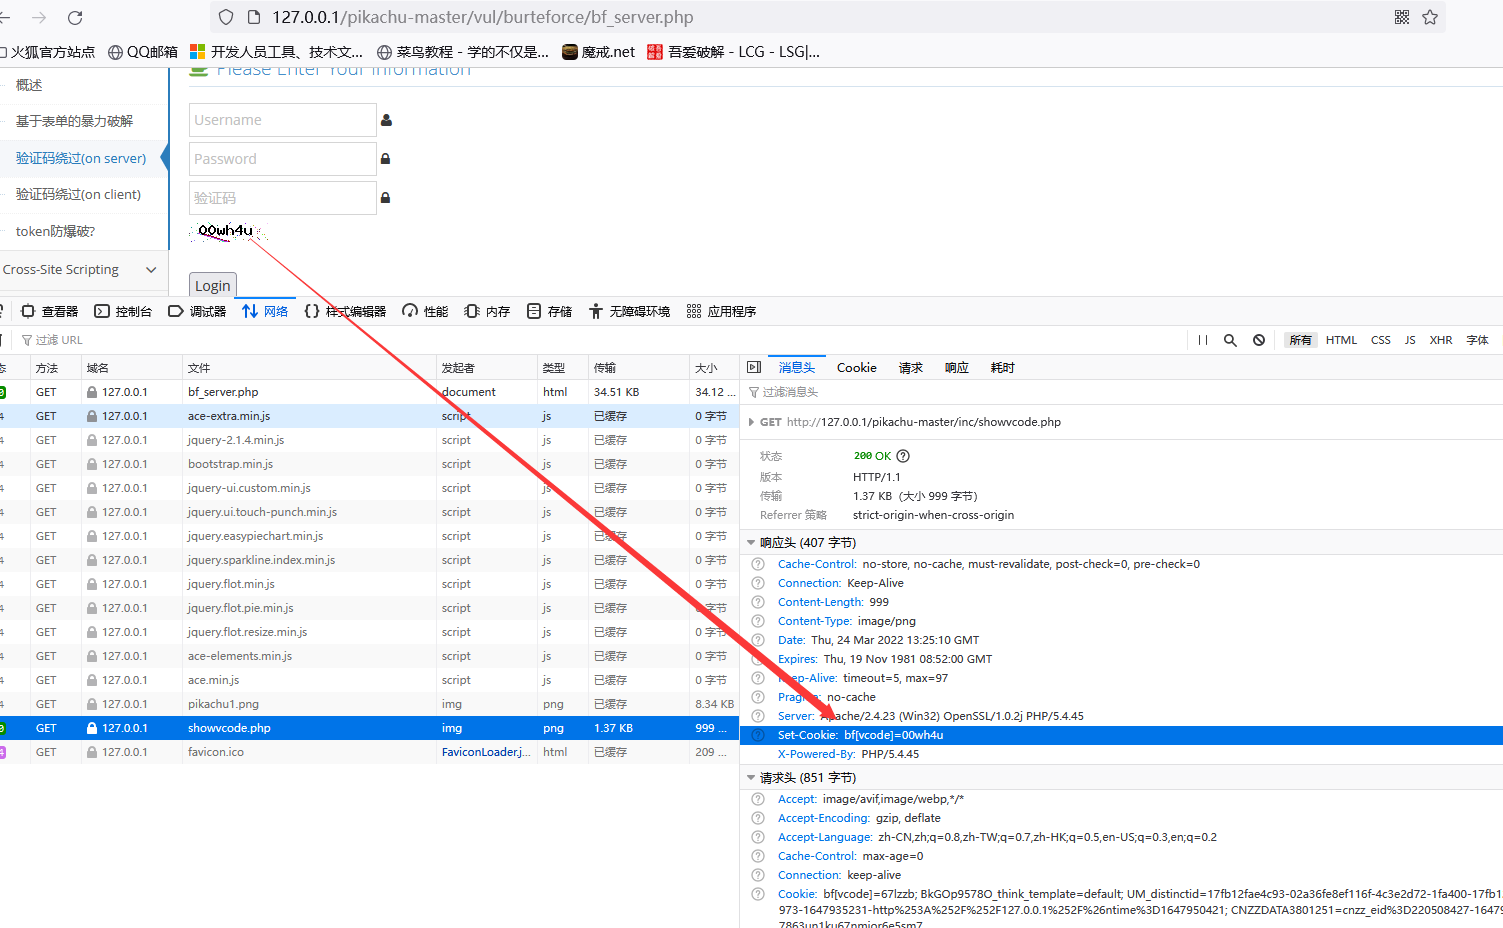 127.0.0.1/pikachu-master/vul/burteforce/bf_server.php
火狐官方站点 QQ邮箱 开发人员工具、技术文... 菜鸟教程 - 学的不仅是... 魔戒.net 吾爱破解 - LCG - LSG|...
概述
基于表单的暴力破解
验证码绕过(on server)
验证码绕过(on client)
token防爆破?
Cross-Site Scripting
Please Enter Your Information
Username
Password
验证码
00wh4u
Login
查看器 控制台 调试器 网络 样式编辑器 性能 内存 存储 无障碍环境 应用程序
过滤 URL
所有 HTML CSS JS XHR 字体
态 方法 域名 文件 发起者 类型 传输 大小
GET 127.0.0.1 bf_server.php document html 34.51 KB 34.12 ...
4 GET 127.0.0.1 ace-extra.min.js script js 已缓存 0 字节
4 GET 127.0.0.1 jquery-2.1.4.min.js script js 已缓存 0 字节
4 GET 127.0.0.1 bootstrap.min.js script js 已缓存 0 字节
4 GET 127.0.0.1 jquery-ui.custom.min.js script js 已缓存 0 字节
4 GET 127.0.0.1 jquery.ui.touch-punch.min.js script js 已缓存 0 字节
4 GET 127.0.0.1 jquery.easypiechart.min.js script js 已缓存 0 字节
4 GET 127.0.0.1 jquery.sparkline.index.min.js script js 已缓存 0 字节
4 GET 127.0.0.1 jquery.flot.min.js script js 已缓存 0 字节
4 GET 127.0.0.1 jquery.flot.pie.min.js script js 已缓存 0 字节
4 GET 127.0.0.1 jquery.flot.resize.min.js script js 已缓存 0 字节
4 GET 127.0.0.1 ace-elements.min.js script js 已缓存 0 字节
4 GET 127.0.0.1 ace.min.js script js 已缓存 0 字节
4 GET 127.0.0.1 pikachu1.png img png 已缓存 8.34 KB
0 GET 127.0.0.1 showvcode.php img png 1.37 KB 999 ...
4 GET 127.0.0.1 favicon.ico FaviconLoader.j... html 已缓存 209 ...
消息头 Cookie 请求 响应 耗时
过滤消息头
GET http://127.0.0.1/pikachu-master/inc/showvcode.php
状态 200 OK
版本 HTTP/1.1
传输 1.37 KB (大小 999 字节)
Referrer 策略 strict-origin-when-cross-origin
响应头 (407 字节)
Cache-Control: no-store, no-cache, must-revalidate, post-check=0, pre-check=0
Connection: Keep-Alive
Content-Length: 999
Content-Type: image/png
Date: Thu, 24 Mar 2022 13:25:10 GMT
Expires: Thu, 19 Nov 1981 08:52:00 GMT
Keep-Alive: timeout=5, max=97
Pragma: no-cache
Server: Apache/2.4.23 (Win32) OpenSSL/1.0.2j PHP/5.4.45
Set-Cookie: bf[vcode]=00wh4u
X-Powered-By: PHP/5.4.45
请求头 (851 字节)
Accept: image/avif,image/webp,*/*
Accept-Encoding: gzip, deflate
Accept-Language: zh-CN,zh;q=0.8,zh-TW;q=0.7,zh-HK;q=0.5,en-US;q=0.3,en;q=0.2
Cache-Control: max-age=0
Connection: keep-alive
Cookie: bf[vcode]=67lzzb; BkGOp9578O_think_template=default; UM_distinctid=17fb12fae4c93-02a36fe8ef116f-4c3e2d72-1fa400-17fb1
973-1647935231-http%253A%252F%252F127.0.0.1%252F%26ntime%3D1647950421; CNZZDATA3801251=cnzz_eid%3D220508427-16479